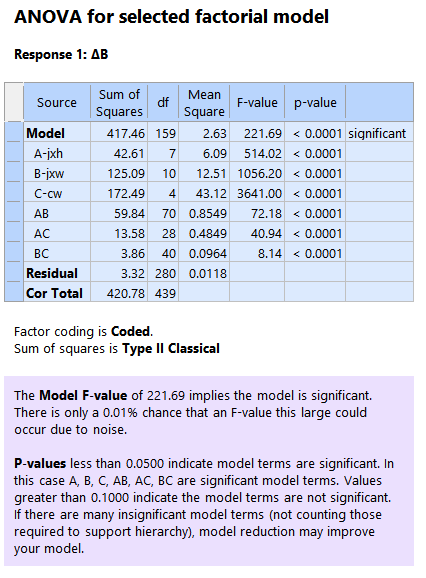 ANOVA for selected factorial model
Response 1: ΔB
Source Sum of Squares df Mean Square F-value p-value
Model 417.46 159 2.63 221.69 < 0.0001 significant
A-jxh 42.61 7 6.09 514.02 < 0.0001
B-jxw 125.09 10 12.51 1056.20 < 0.0001
C-cw 172.49 4 43.12 3641.00 < 0.0001
AB 59.84 70 0.8549 72.18 < 0.0001
AC 13.58 28 0.4849 40.94 < 0.0001
BC 3.86 40 0.0964 8.14 < 0.0001
Residual 3.32 280 0.0118
Cor Total 420.78 439
Factor coding is Coded.
Sum of squares is Type II Classical
The Model F-value of 221.69 implies the model is significant.
There is only a 0.01% chance that an F-value this large could
occur due to noise.
P-values less than 0.0500 indicate model terms are significant. In
this case A, B, C, AB, AC, BC are significant model terms. Values
greater than 0.1000 indicate the model terms are not significant.
If there are many insignificant model terms (not counting those
required to support hierarchy), model reduction may improve
your model.